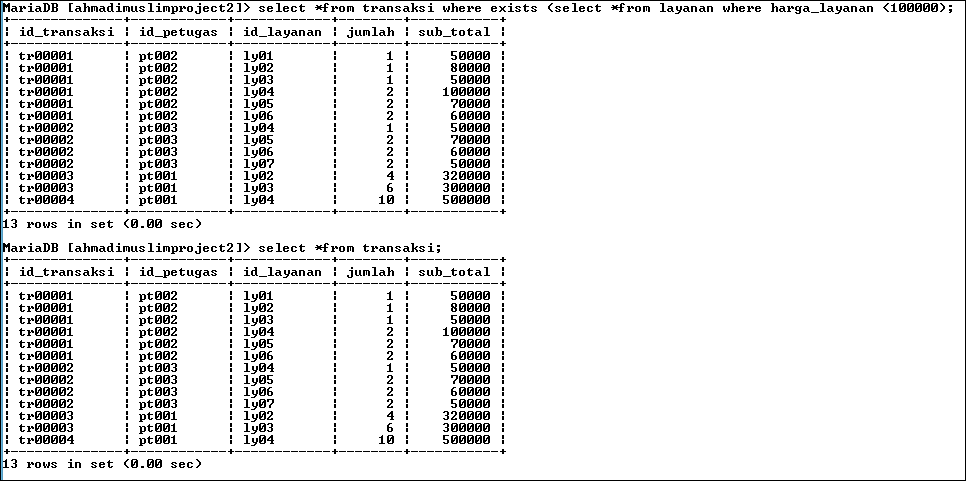 MariaDB [ahmadimuslimproject2]> select *from transaksi where exists (select *from layanan where harga_layanan <100000);
+--------------+------------+------------+--------+-----------+
| id_transaksi | id_petugas | id_layanan | jumlah | sub_total |
+--------------+------------+------------+--------+-----------+
| tr00001      | pt002      | ly01       |      1 |     50000 |
| tr00001      | pt002      | ly02       |      1 |     80000 |
| tr00001      | pt002      | ly03       |      1 |     50000 |
| tr00001      | pt002      | ly04       |      2 |    100000 |
| tr00001      | pt002      | ly05       |      2 |     70000 |
| tr00001      | pt002      | ly06       |      2 |     60000 |
| tr00002      | pt003      | ly04       |      1 |     50000 |
| tr00002      | pt003      | ly05       |      2 |     70000 |
| tr00002      | pt003      | ly06       |      2 |     60000 |
| tr00002      | pt003      | ly07       |      2 |     50000 |
| tr00003      | pt001      | ly02       |      4 |    320000 |
| tr00003      | pt001      | ly03       |      6 |    300000 |
| tr00004      | pt001      | ly04       |     10 |    500000 |
+--------------+------------+------------+--------+-----------+
13 rows in set (0.00 sec)
MariaDB [ahmadimuslimproject2]> select *from transaksi;
+--------------+------------+------------+--------+-----------+
| id_transaksi | id_petugas | id_layanan | jumlah | sub_total |
+--------------+------------+------------+--------+-----------+
| tr00001      | pt002      | ly01       |      1 |     50000 |
| tr00001      | pt002      | ly02       |      1 |     80000 |
| tr00001      | pt002      | ly03       |      1 |     50000 |
| tr00001      | pt002      | ly04       |      2 |    100000 |
| tr00001      | pt002      | ly05       |      2 |     70000 |
| tr00001      | pt002      | ly06       |      2 |     60000 |
| tr00002      | pt003      | ly04       |      1 |     50000 |
| tr00002      | pt003      | ly05       |      2 |     70000 |
| tr00002      | pt003      | ly06       |      2 |     60000 |
| tr00002      | pt003      | ly07       |      2 |     50000 |
| tr00003      | pt001      | ly02       |      4 |    320000 |
| tr00003      | pt001      | ly03       |      6 |    300000 |
| tr00004      | pt001      | ly04       |     10 |    500000 |
+--------------+------------+------------+--------+-----------+
13 rows in set (0.00 sec)